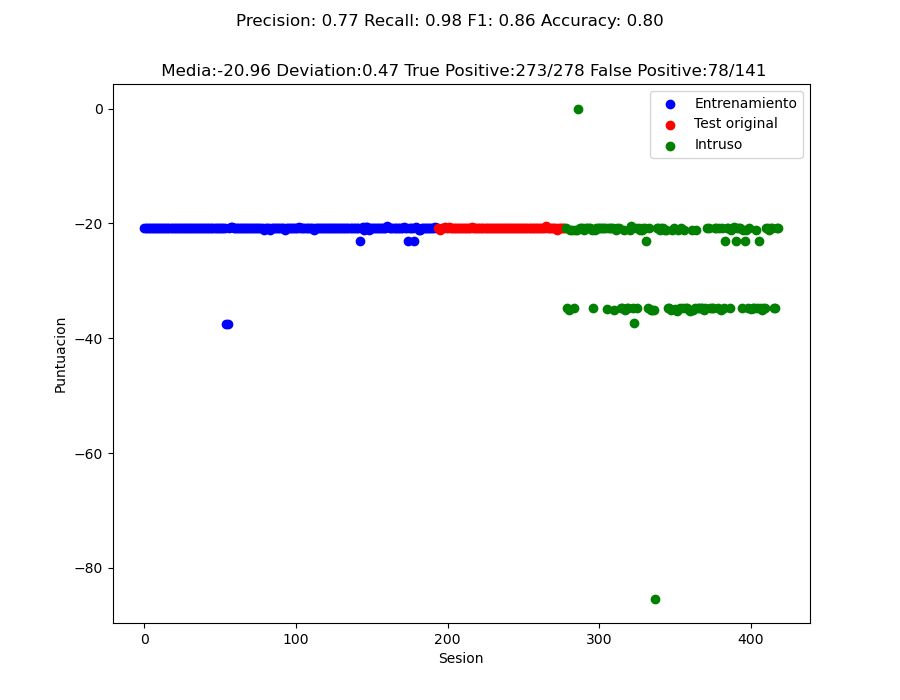 Precision: 0.77 Recall: 0.98 F1: 0.86 Accuracy: 0.80
Media:-20.96 Deviation:0.47 True Positive:273/278 False Positive:78/141
Entrenamiento
Test original
Intruso
0
−20
−40
−60
−80
Puntuacion
0
100
200
300
400
Sesion